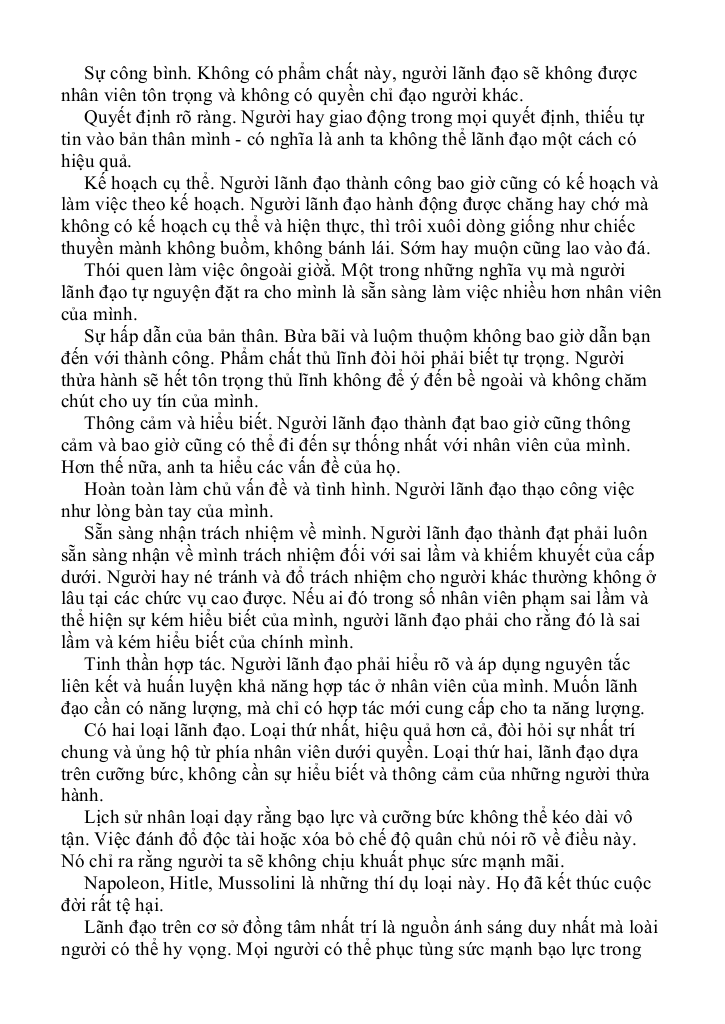 Sự công bình. Không có phẩm chất này, người lãnh đạo sẽ không được
nhân viên tôn trọng và không có quyền chỉ đạo người khác.
Quyết định rõ ràng. Người hay giao động trong mọi quyết định, thiếu tự
tin vào bản thân mình - có nghĩa là anh ta không thể lãnh đạo một cách có
hiệu quả.
Kế hoạch cụ thể. Người lãnh đạo thành công bao giờ cũng có kế hoạch và
làm việc theo kế hoạch. Người lãnh đạo hành động được chăng hay chớ mà
không có kế hoạch cụ thể và hiện thực, thì trôi xuôi dòng giống như chiếc
thuyền mành không buồm, không bánh lái. Sớm hay muộn cũng lao vào đá.
Thói quen làm việc ôngoài giờằ. Một trong những nghĩa vụ mà người
lãnh đạo tự nguyện đặt ra cho mình là sẵn sàng làm việc nhiều hơn nhân viên
của mình.
Sự hấp dẫn của bản thân. Bừa bãi và luộm thuộm không bao giờ dẫn bạn
đến với thành công. Phẩm chất thủ lĩnh đòi hỏi phải biết tự trọng. Người
thừa hành sẽ hết tôn trọng thủ lĩnh không để ý đến bề ngoài và không chăm
chút cho uy tín của mình.
Thông cảm và hiểu biết. Người lãnh đạo thành đạt bao giờ cũng thông
cảm và bao giờ cũng có thể đi đến sự thống nhất với nhân viên của mình.
Hơn thế nữa, anh ta hiểu các vấn đề của họ.
Hoàn toàn làm chủ vấn đề và tình hình. Người lãnh đạo thạo công việc
như lòng bàn tay của mình.
Sẵn sàng nhận trách nhiệm về mình. Người lãnh đạo thành đạt phải luôn
sẵn sàng nhận về mình trách nhiệm đối với sai lầm và khiếm khuyết của cấp
dưới. Người hay né tránh và đổ trách nhiệm cho người khác thường không ở
lâu tại các chức vụ cao được. Nếu ai đó trong số nhân viên phạm sai lầm và
thể hiện sự kém hiểu biết của mình, người lãnh đạo phải cho rằng đó là sai
lầm và kém hiểu biết của chính mình.
Tinh thần hợp tác. Người lãnh đạo phải hiểu rõ và áp dụng nguyên tắc
liên kết và huấn luyện khả năng hợp tác ở nhân viên của mình. Muốn lãnh
đạo cần có năng lượng, mà chỉ có hợp tác mới cung cấp cho ta năng lượng.
Có hai loại lãnh đạo. Loại thứ nhất, hiệu quả hơn cả, đòi hỏi sự nhất trí
chung và ủng hộ từ phía nhân viên dưới quyền. Loại thứ hai, lãnh đạo dựa
trên cưỡng bức, không cần sự hiểu biết và thông cảm của những người thừa
hành.
Lịch sử nhân loại dạy rằng bạo lực và cưỡng bức không thể kéo dài vô
tận. Việc đánh đổ độc tài hoặc xóa bỏ chế độ quân chủ nói rõ về điều này.
Nó chỉ ra rằng người ta sẽ không chịu khuất phục sức mạnh mãi.
Napoleon, Hitle, Mussolini là những thí dụ loại này. Họ đã kết thúc cuộc
đời rất tệ hại.
Lãnh đạo trên cơ sở đồng tâm nhất trí là nguồn ánh sáng duy nhất mà loài
người có thể hy vọng. Mọi người có thể phục tùng sức mạnh bạo lực trong